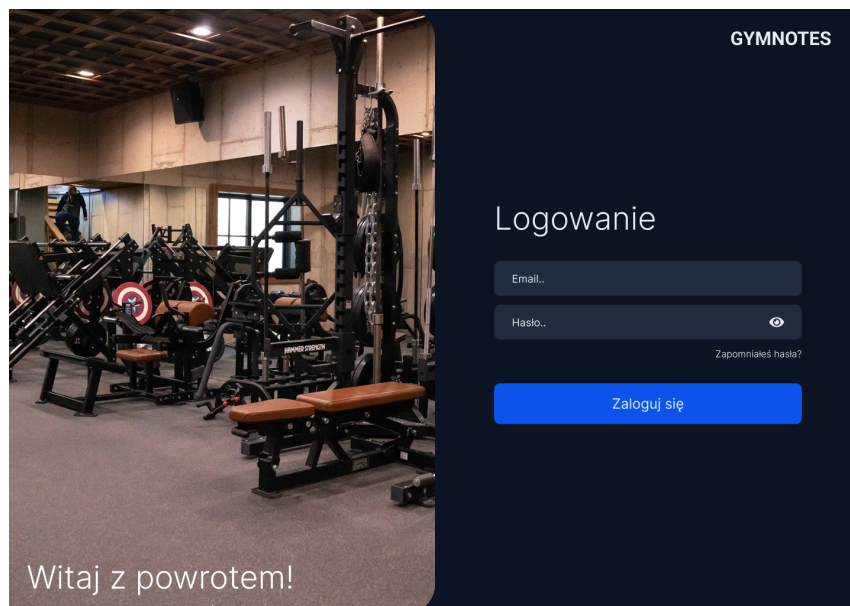 GYMNOTES
Logowanie
Email..
Hasło..
Zapomniałeś hasła?
Zaloguj się
HAMMER STRENGTH
Witaj z powrotem!